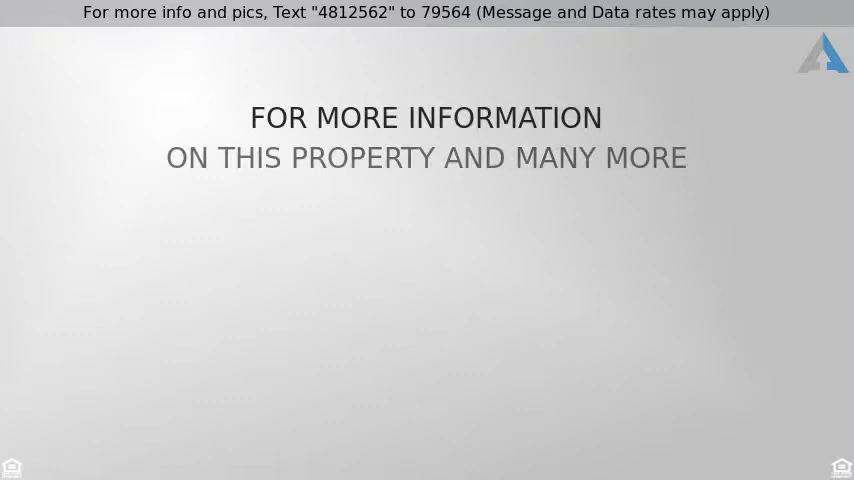 For more info and pics, Text "4812562" to 79564 (Message and Data rates may apply)
FOR MORE INFORMATION
ON THIS PROPERTY AND MANY MORE